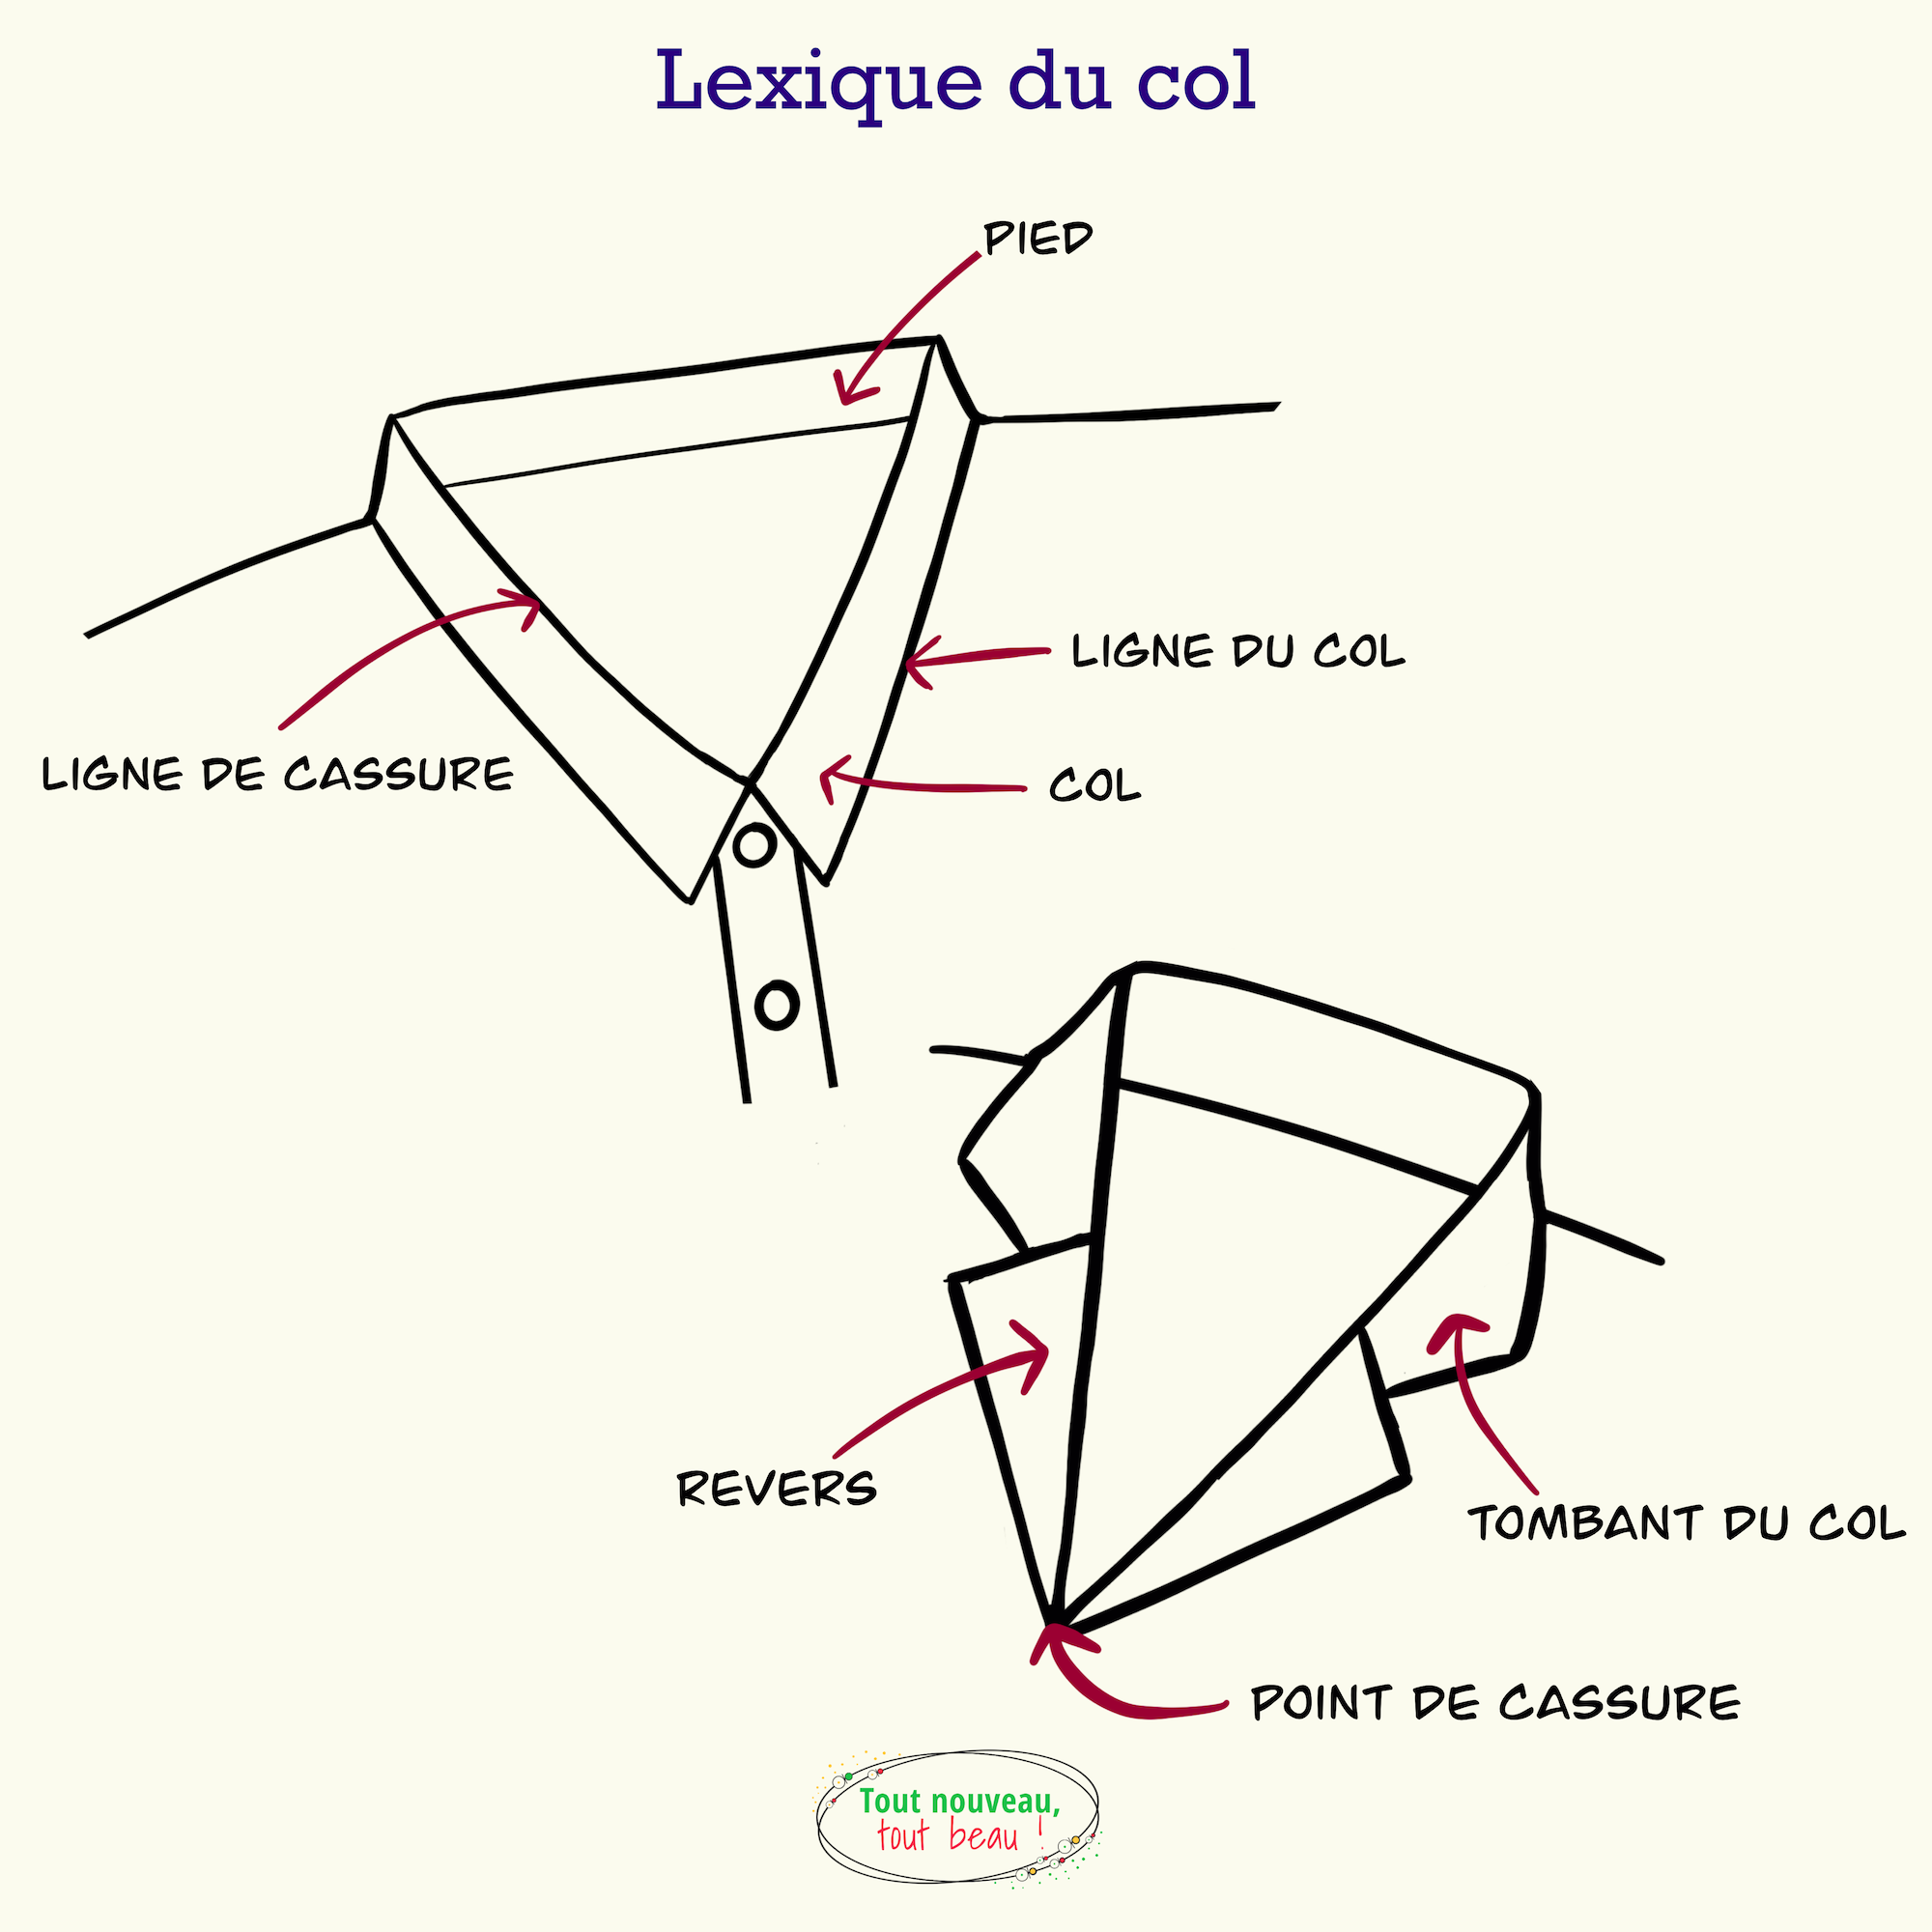 Lexique du col
PIED
LIGNE DU COL
LIGNE DE CASSURE
COL
REVERS
TOMBANT DU COL
POINT DE CASSURE
Tout nouveau,
tout beau !